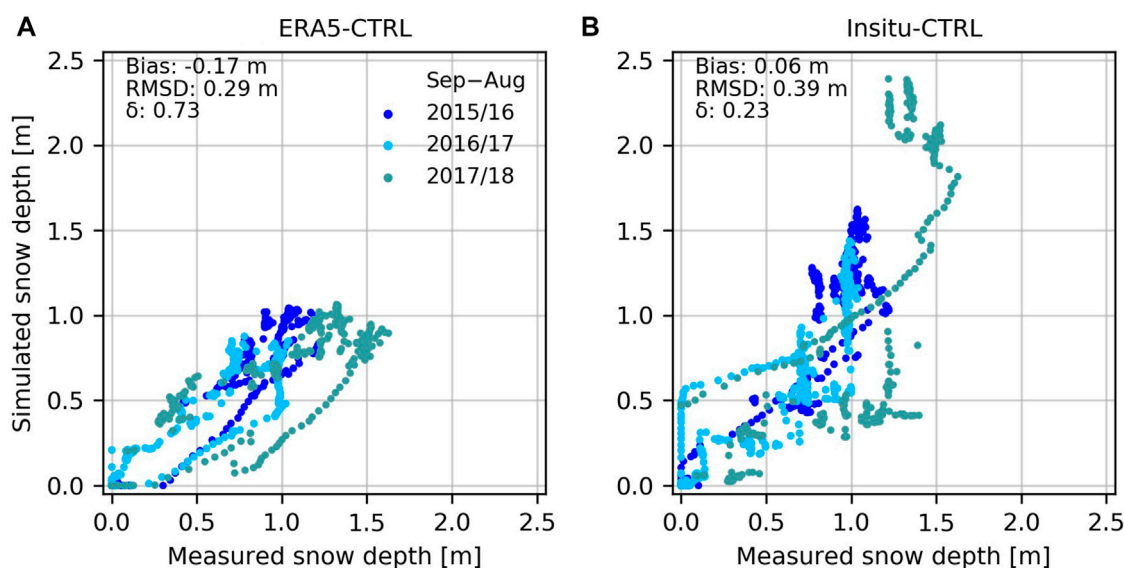 A
ERA5-CTRL
Bias: -0.17 m
RMSD: 0.29 m
δ: 0.73
Sep−Aug
2015/16
2016/17
2017/18
Simulated snow depth [m]
2.5
2.0
1.5
1.0
0.5
0.0
0.0 0.5 1.0 1.5 2.0 2.5
Measured snow depth [m]
B
Insitu-CTRL
Bias: 0.06 m
RMSD: 0.39 m
δ: 0.23
2.5
2.0
1.5
1.0
0.5
0.0
0.0 0.5 1.0 1.5 2.0 2.5
Measured snow depth [m]